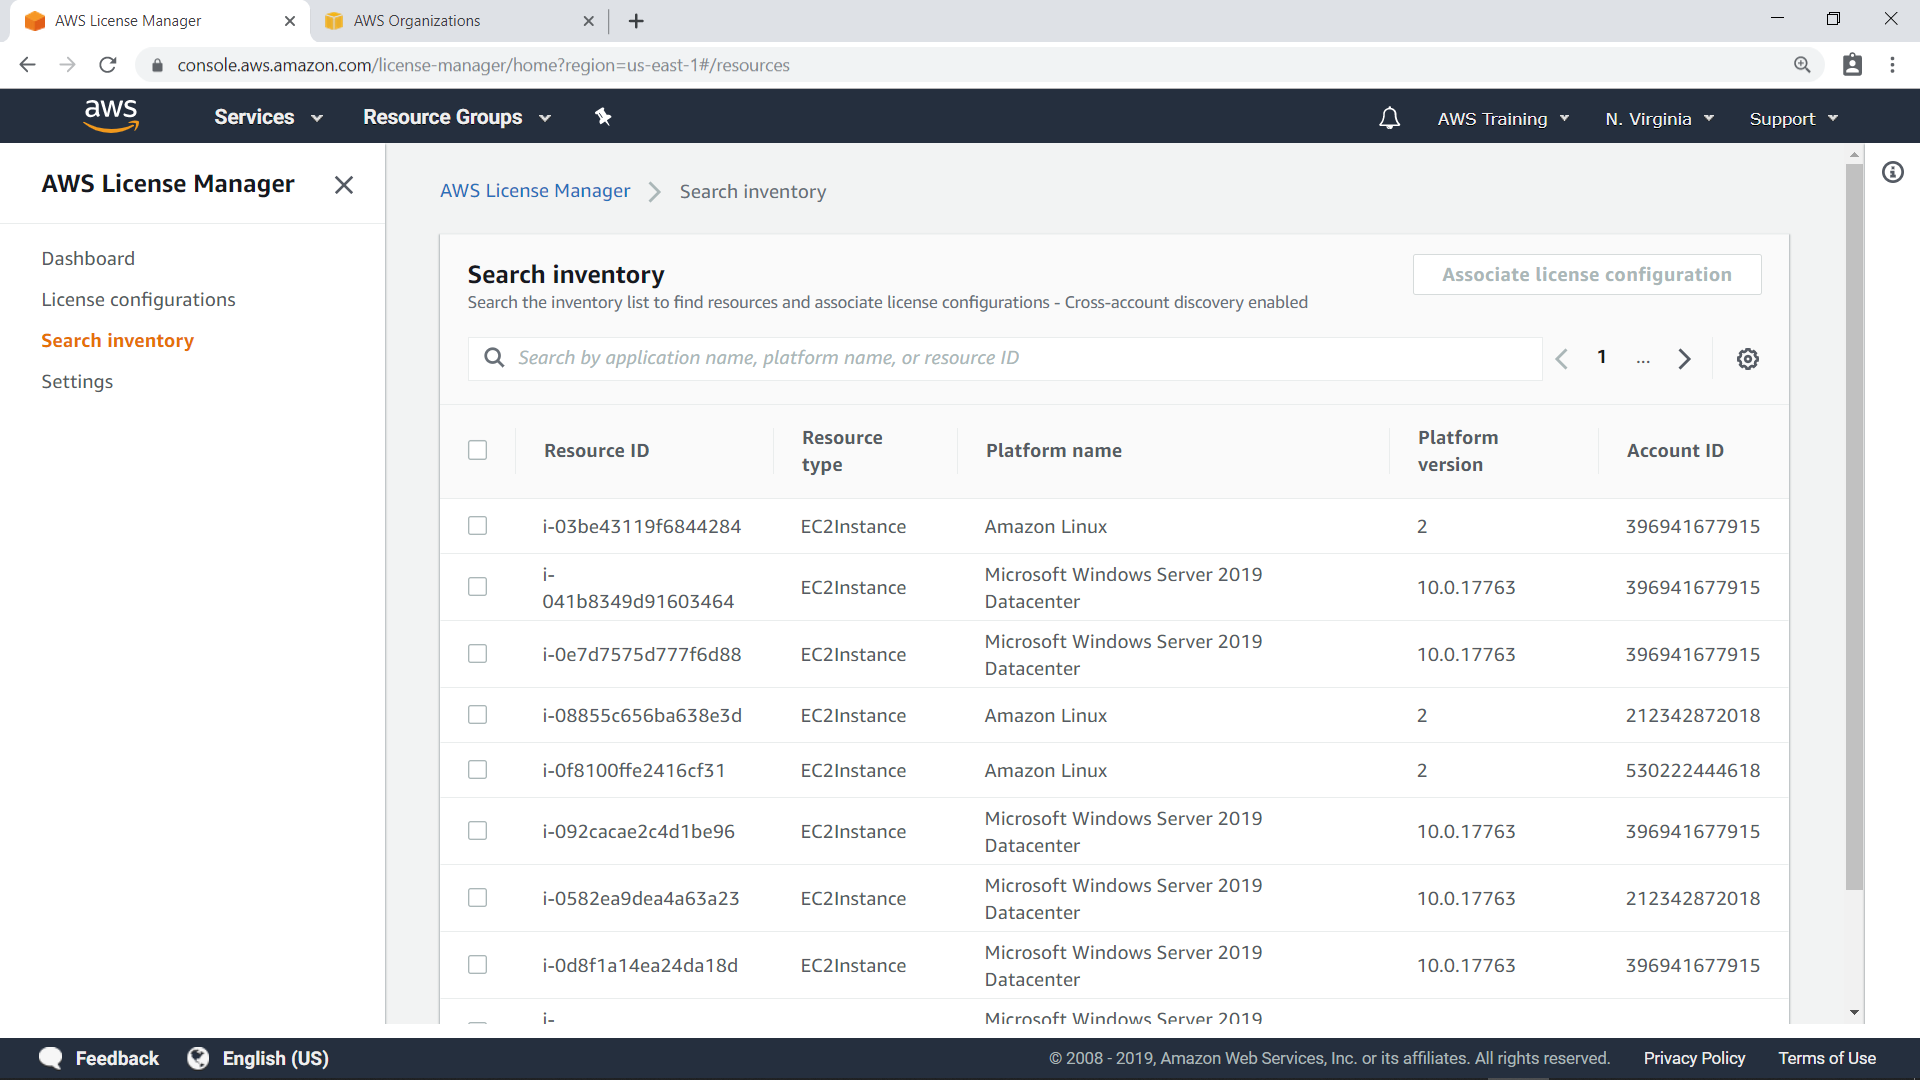 AWS License Manager
AWS Organizations
console.aws.amazon.com/license-manager/home?region=us-east-1#/resources
aws
Services
Resource Groups
AWS Training
N. Virginia
Support
AWS License Manager
Dashboard
License configurations
Search inventory
Settings
AWS License Manager
Search inventory
Search inventory
Associate license configuration
Search the inventory list to find resources and associate license configurations - Cross-account discovery enabled
Search by application name, platform name, or resource ID
1
...
Resource ID
Resource
type
Platform name
Platform
version
Account ID
i-03be43119f6844284
EC2Instance
Amazon Linux
2
396941677915
i-
041b8349d91603464
EC2Instance
Microsoft Windows Server 2019
Datacenter
10.0.17763
396941677915
i-0e7d7575d777f6d88
EC2Instance
Microsoft Windows Server 2019
Datacenter
10.0.17763
396941677915
i-08855c656ba638e3d
EC2Instance
Amazon Linux
2
212342872018
i-0f8100ffe2416cf31
EC2Instance
Amazon Linux
2
530222444618
i-092cacae2c4d1be96
EC2Instance
Microsoft Windows Server 2019
Datacenter
10.0.17763
396941677915
i-0582ea9dea4a63a23
EC2Instance
Microsoft Windows Server 2019
Datacenter
10.0.17763
212342872018
i-0d8f1a14ea24da18d
EC2Instance
Microsoft Windows Server 2019
Datacenter
10.0.17763
396941677915
i-
Microsoft Windows Server 2019
Feedback
English (US)
© 2008 - 2019, Amazon Web Services, Inc. or its affiliates. All rights reserved.
Privacy Policy
Terms of Use